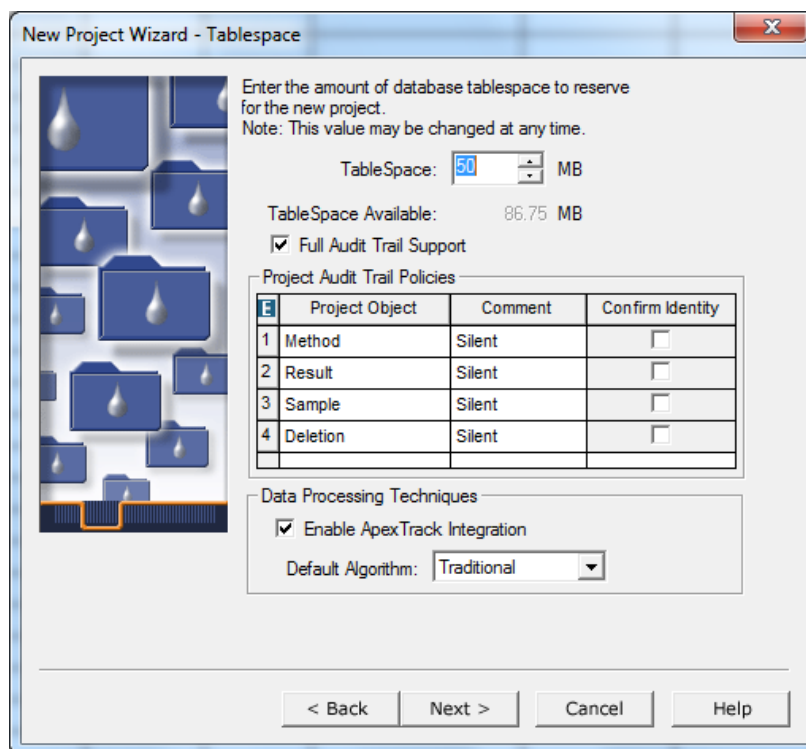 New Project Wizard - Tablespace
X
Enter the amount of database tablespace to reserve
for the new project.
Note: This value may be changed at any time.
TableSpace: 50 MB
TableSpace Available: 86.75 MB
Full Audit Trail Support
Project Audit Trail Policies
E Project Object Comment Confirm Identity
1 Method Silent
2 Result Silent
3 Sample Silent
4 Deletion Silent
Data Processing Techniques
Enable ApexTrack Integration
Default Algorithm: Traditional
< Back Next > Cancel Help